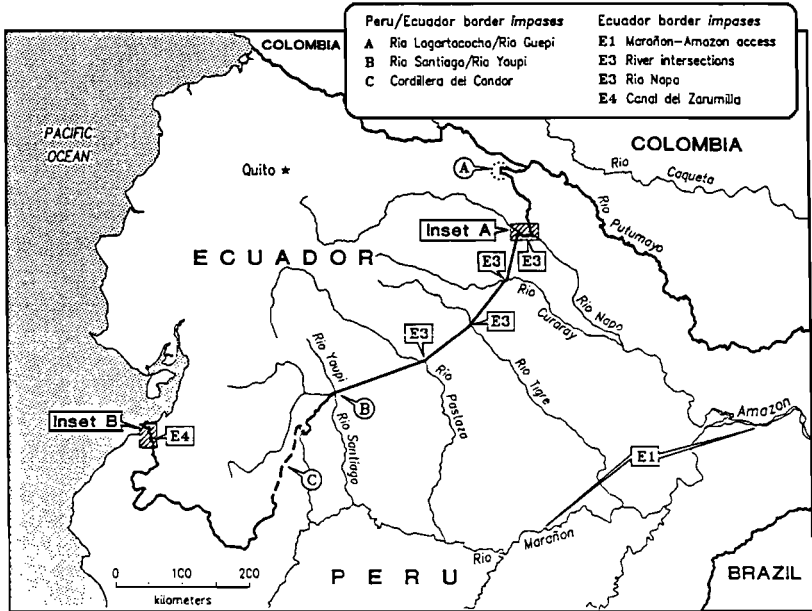 Peru/Ecuador border impases
A Rio Lagartococha/Rio Guepi
B Rio Santiago/Rio Yaupi
C Cordillera del Condor
Ecuador border impases
E1 Marañon-Amazon access
E3 River intersections
E3 Rio Napo
E4 Canal del Zarumilla
COLOMBIA
PACIFIC
OCEAN
COLOMBIA
Quito
A
Rio Caqueta
Rio Putumayo
Inset A
ECUADOR
E3
E3
Rio Curaray
Rio Napo
E3
E3
Rio Yaupi
Rio Pastaza
Rio Tigre
B
Inset B
E4
Rio Santiago
Amazon
E1
C
Rio Marañon
0 100 200
kilometers
PERU
BRAZIL